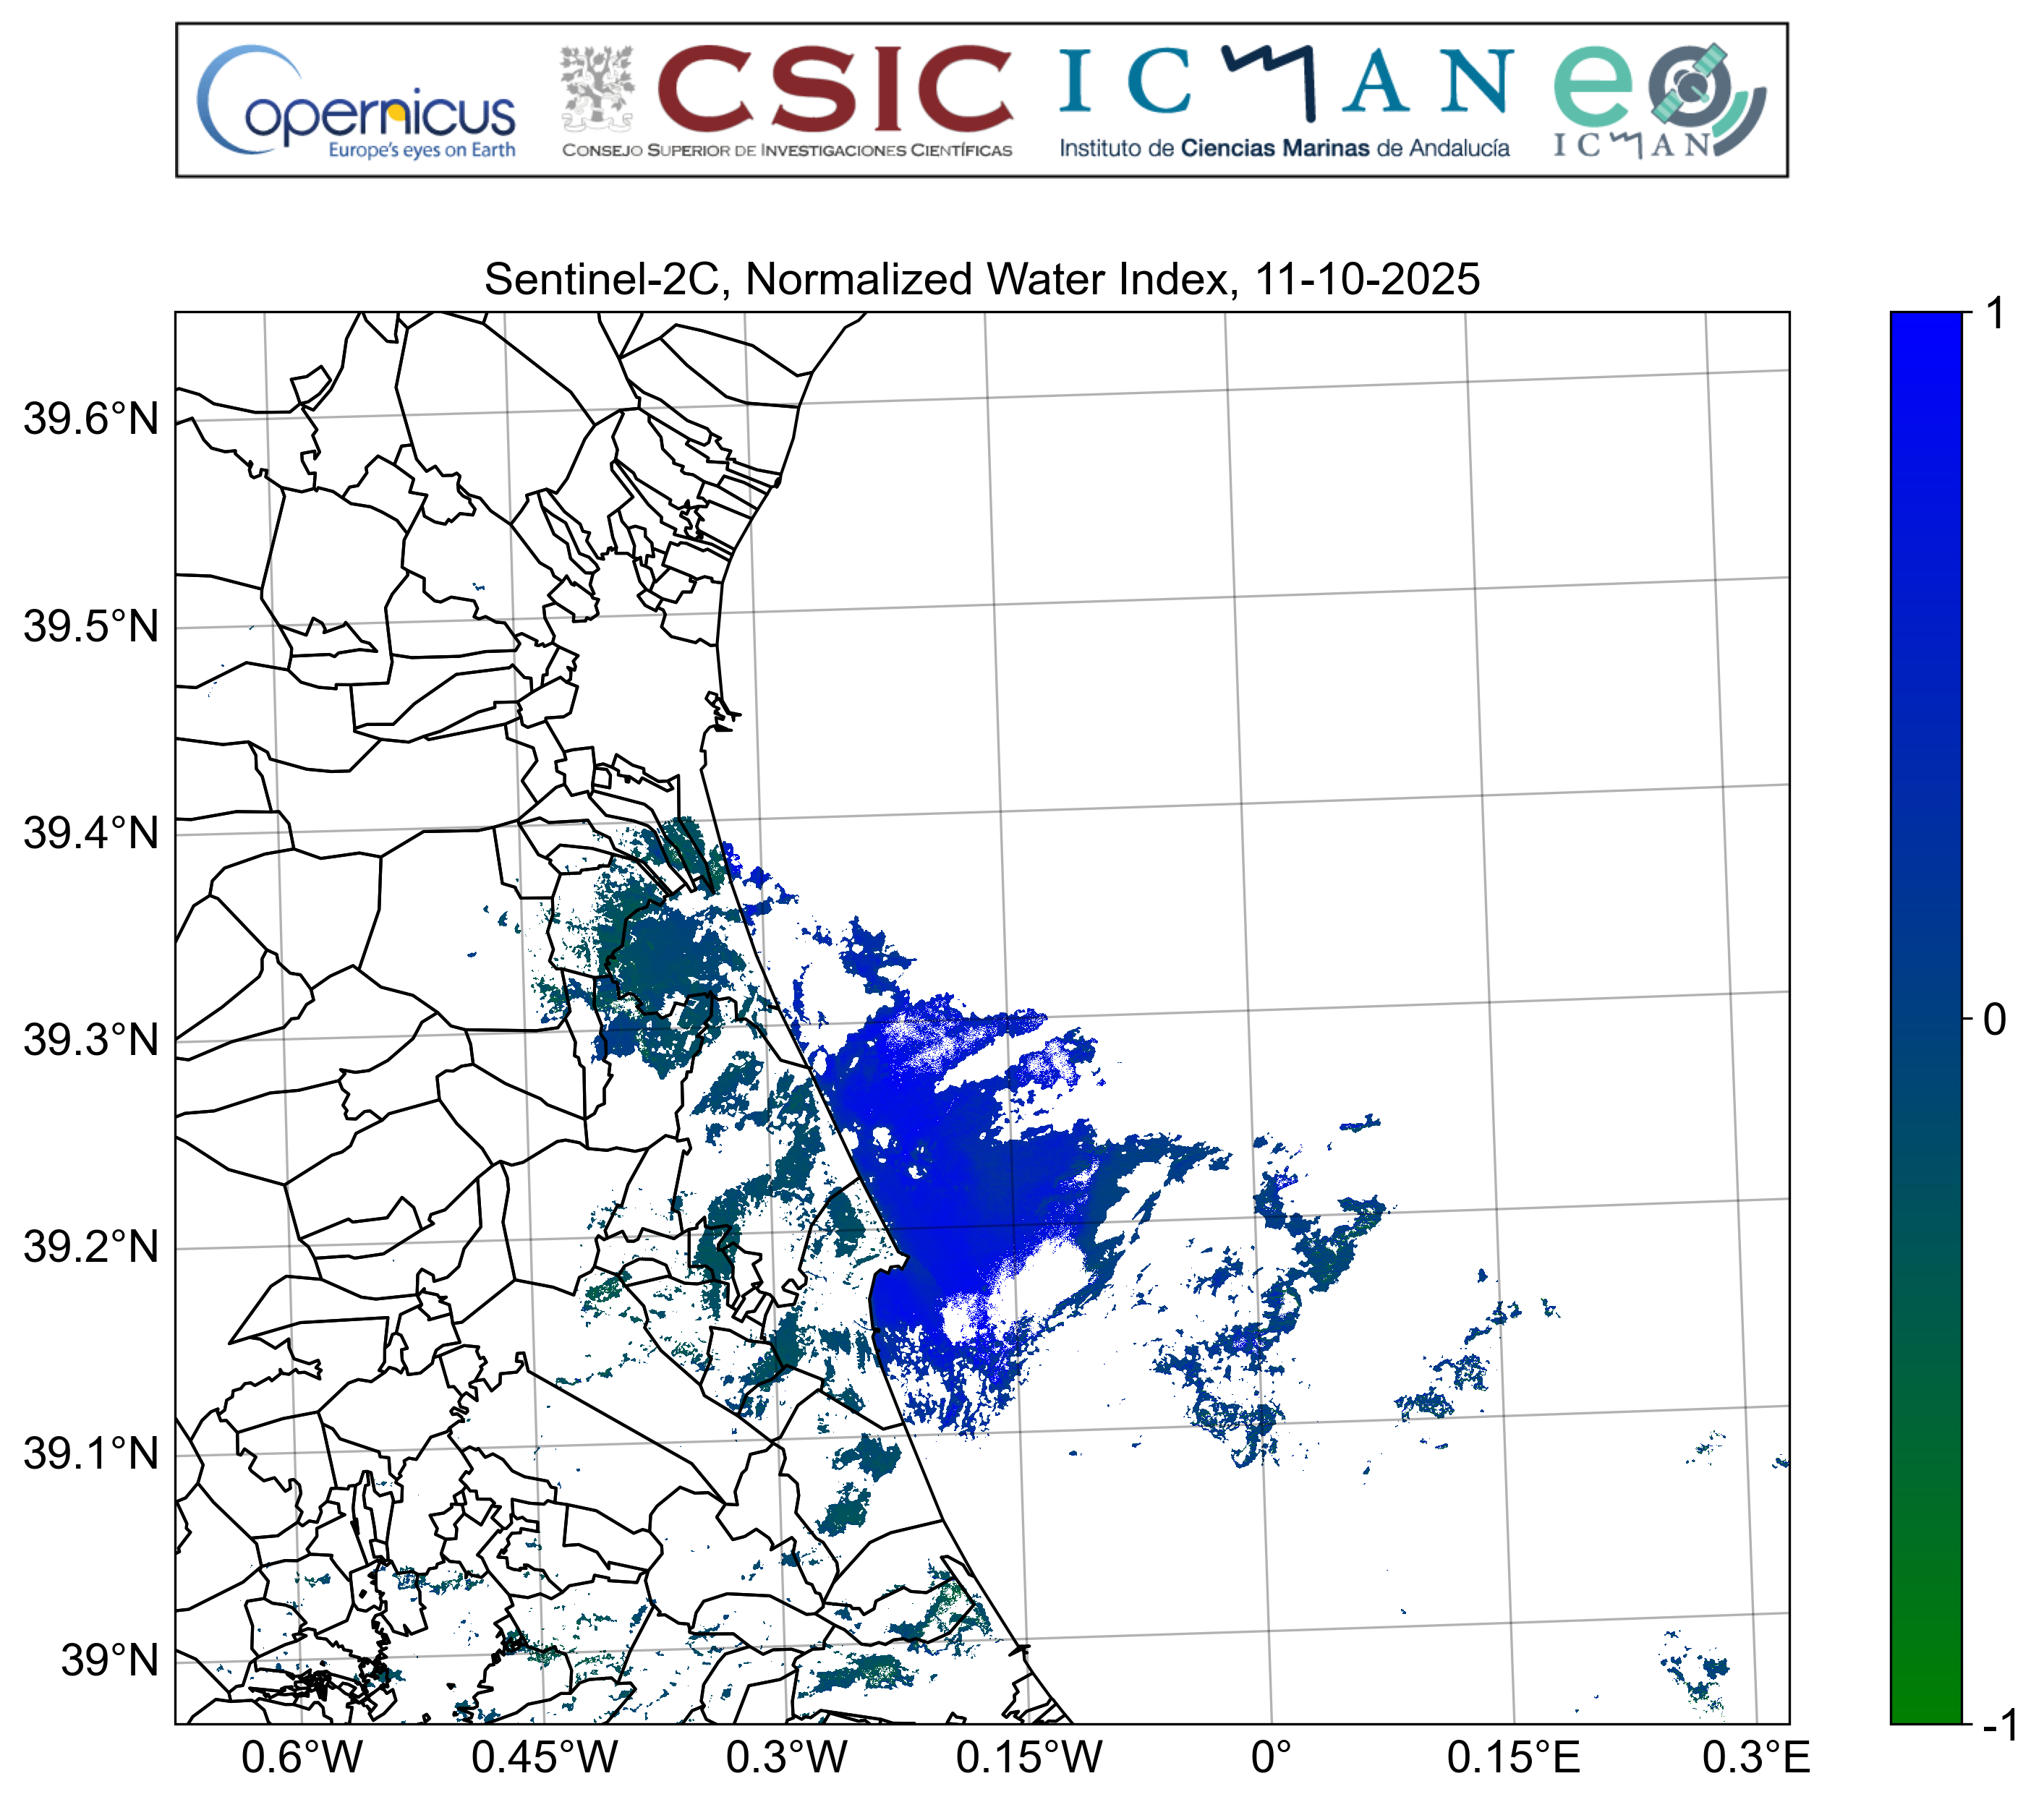 Copernicus
Europe's eyes on Earth
CSIC
CONSEJO SUPERIOR DE INVESTIGACIONES CIENTÍFICAS
ICMAN
Instituto de Ciencias Marinas de Andalucía
eo
ICMAN
Sentinel-2C, Normalized Water Index, 11-10-2025
39.6°N
39.5°N
39.4°N
39.3°N
39.2°N
39.1°N
39°N
0.6°W
0.45°W
0.3°W
0.15°W
0°
0.15°E
0.3°E
1
0
-1